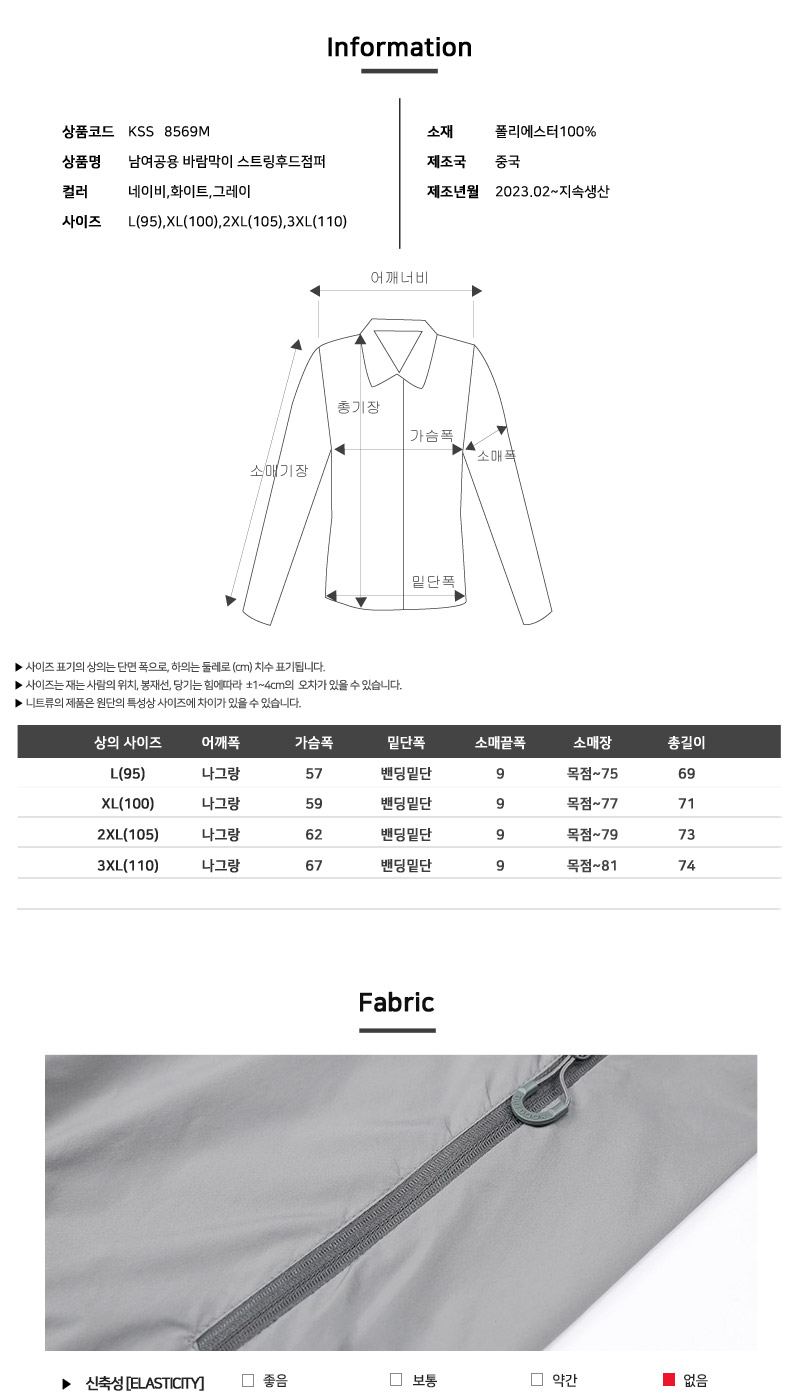 Information
상품코드 KSS 8569M
상품명 남여공용 바람막이 스트링후드점퍼
컬러 네이비,화이트,그레이
사이즈 L(95),XL(100),2XL(105),3XL(110)
소재 폴리에스터100%
제조국 중국
제조년월 2023.02~지속생산
어깨너비
총기장
가슴폭
소매폭
소매기장
밑단폭
▶ 사이즈 표기의 상의는 단면 폭으로, 하의는 둘레로 (cm) 치수 표기됩니다.
▶ 사이즈는 재는 사람의 위치, 봉재선, 당기는 힘에따라 ±1~4cm의 오차가 있을 수 있습니다.
▶ 니트류의 제품은 원단의 특성상 사이즈에 차이가 있을 수 있습니다.
상의 사이즈 어깨폭 가슴폭 밑단폭 소매끝폭 소매장 총길이
L(95) 나그랑 57 밴딩밑단 9 목점~75 69
XL(100) 나그랑 59 밴딩밑단 9 목점~77 71
2XL(105) 나그랑 62 밴딩밑단 9 목점~79 73
3XL(110) 나그랑 67 밴딩밑단 9 목점~81 74
Fabric
▶ 신축성 [ELASTICITY] □ 좋음 □ 보통 □ 약간 ■ 없음